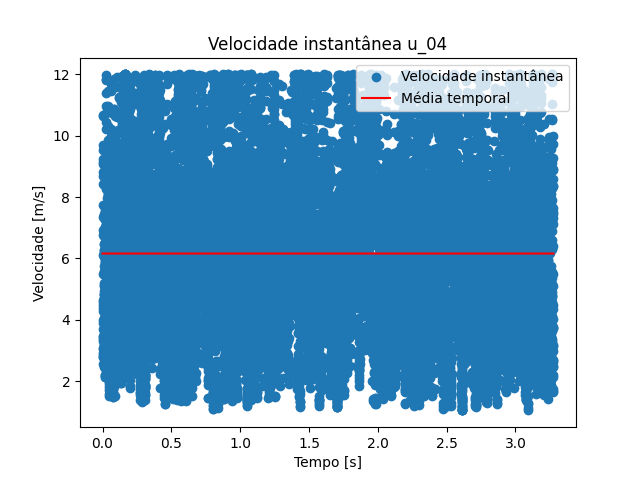 Velocidade instantânea u_04
Velocidade instantânea
Média temporal
Velocidade [m/s]
12
10
8
6
4
2
0.0 0.5 1.0 1.5 2.0 2.5 3.0
Tempo [s]